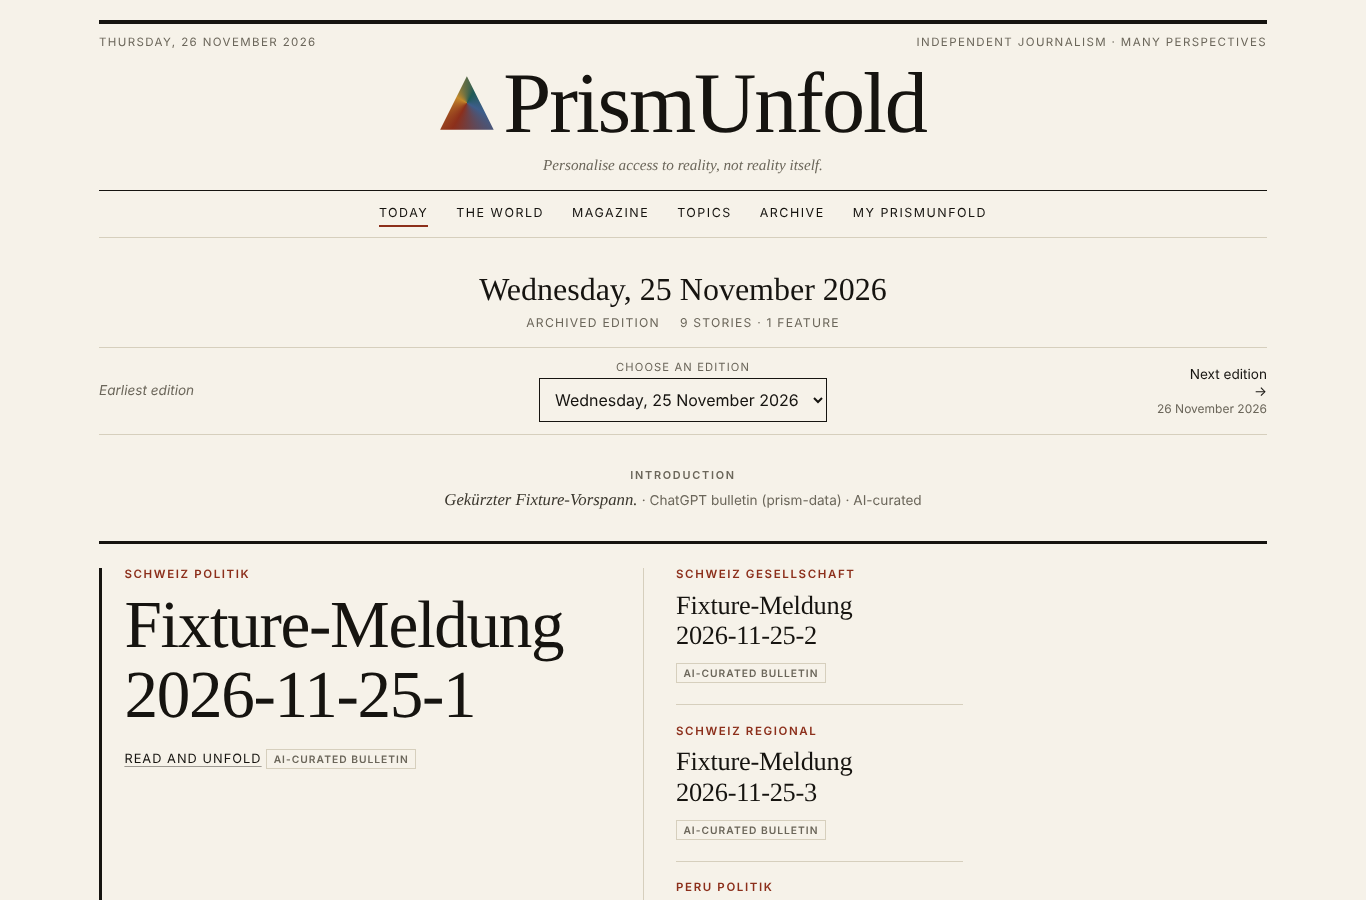 THURSDAY, 26 NOVEMBER 2026
INDEPENDENT JOURNALISM · MANY PERSPECTIVES
PrismUnfold
Personalise access to reality, not reality itself.
TODAY THE WORLD MAGAZINE TOPICS ARCHIVE MY PRISMUNFOLD
Wednesday, 25 November 2026
ARCHIVED EDITION 9 STORIES · 1 FEATURE
Earliest edition
CHOOSE AN EDITION
Wednesday, 25 November 2026
Next edition
→
26 November 2026
INTRODUCTION
Gekürzter Fixture-Vorspann. · ChatGPT bulletin (prism-data) · AI-curated
SCHWEIZ POLITIK
Fixture-Meldung
2026-11-25-1
READ AND UNFOLD AI-CURATED BULLETIN
SCHWEIZ GESELLSCHAFT
Fixture-Meldung
2026-11-25-2
AI-CURATED BULLETIN
SCHWEIZ REGIONAL
Fixture-Meldung
2026-11-25-3
AI-CURATED BULLETIN
PERU POLITIK